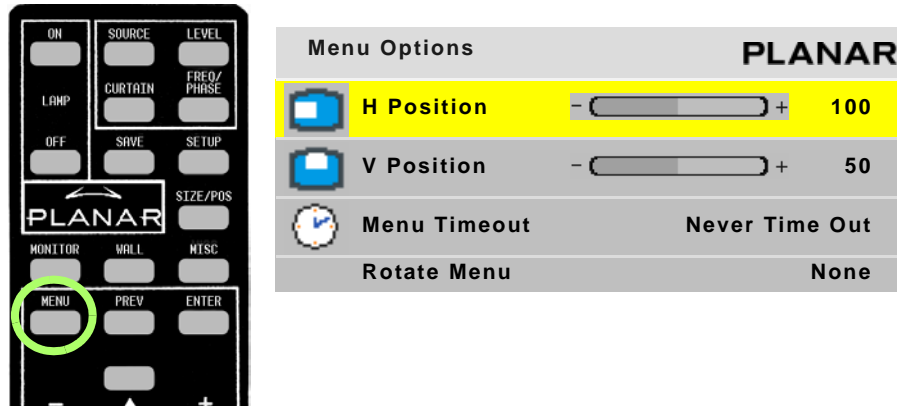 ON SOURCE LEVEL
LAMP CURTAIN FREQ/
PHASE
OFF SAVE SETUP
PLANAR SIZE/POS
MONITOR WALL MISC
MENU PREV ENTER
- +
Menu Options PLANAR
H Position - + 100
V Position - + 50
Menu Timeout Never Time Out
Rotate Menu None